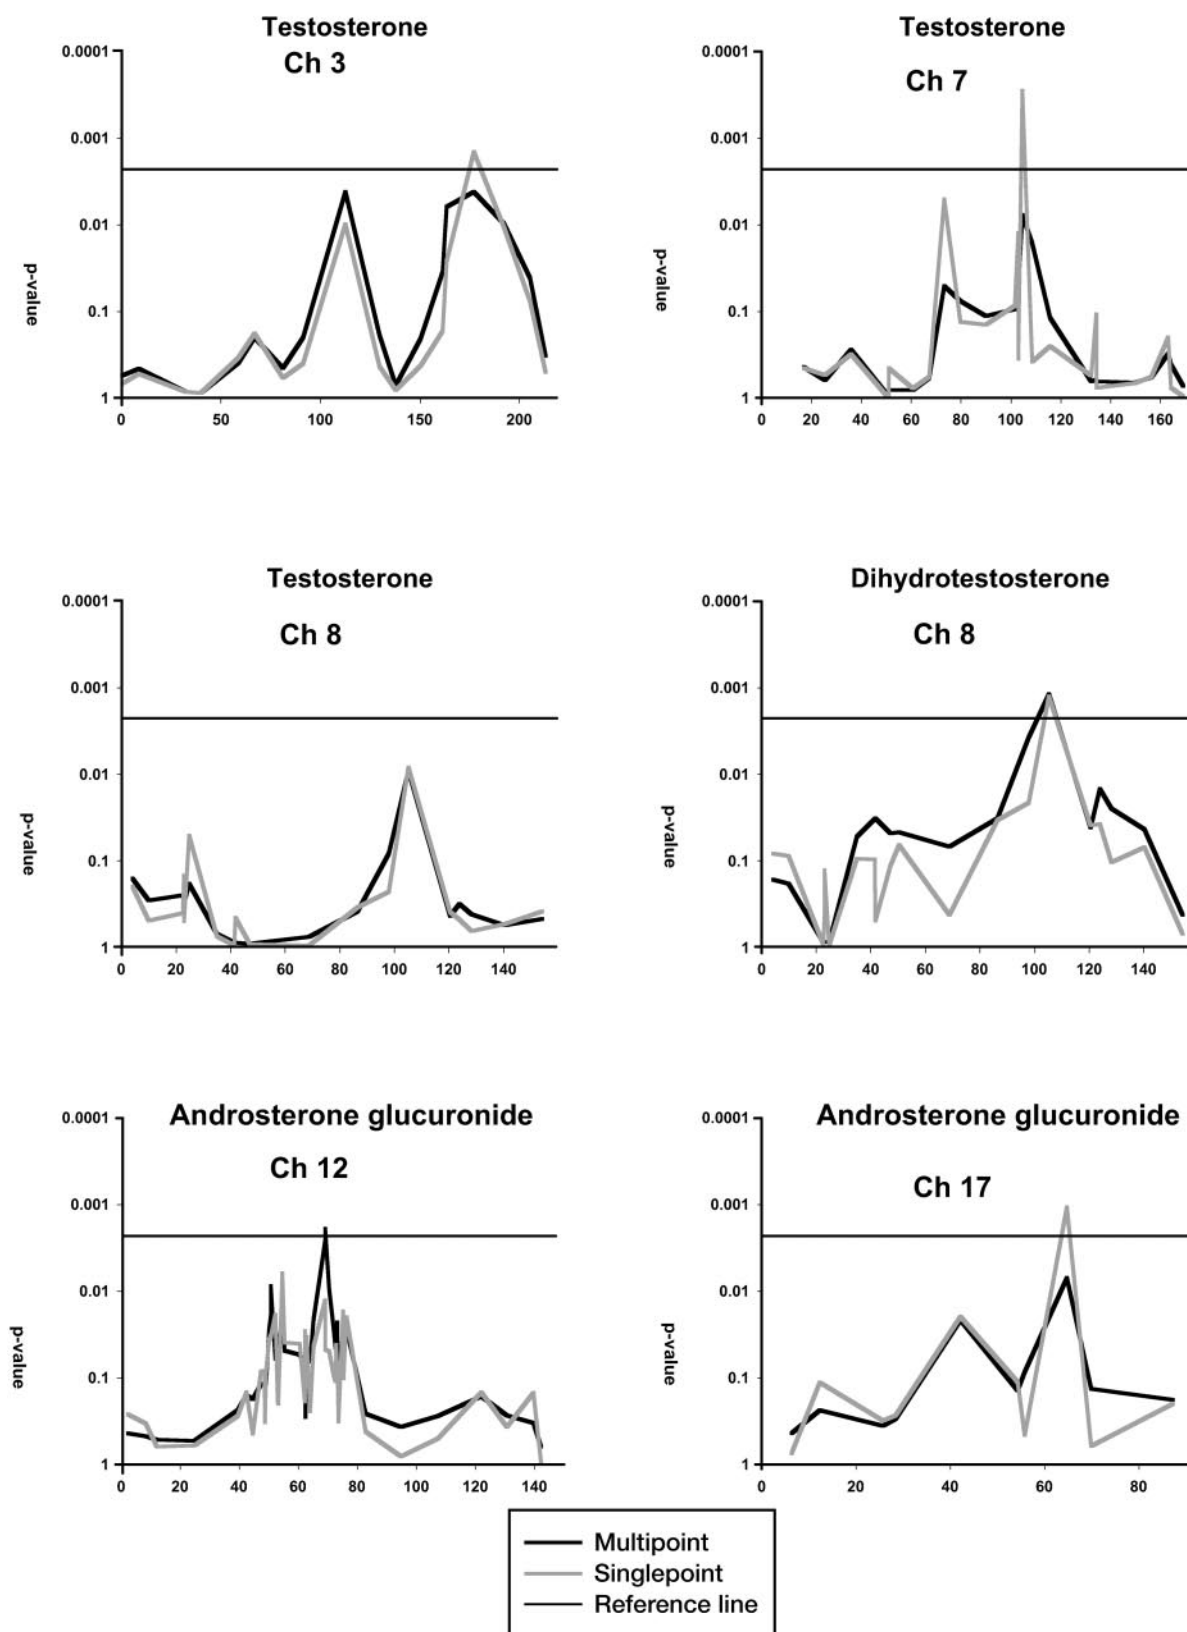 Testosterone
Ch 3
0.0001
0.001
0.01
0.1
1
p-value
0 50 100 150 200
Testosterone
Ch 7
0.0001
0.001
0.01
0.1
1
p-value
0 20 40 60 80 100 120 140 160
Testosterone
Ch 8
0.0001
0.001
0.01
0.1
1
p-value
0 20 40 60 80 100 120 140
Dihydrotestosterone
Ch 8
0.0001
0.001
0.01
0.1
1
p-value
0 20 40 60 80 100 120 140
Androsterone glucuronide
Ch 12
0.0001
0.001
0.01
0.1
1
p-value
0 20 40 60 80 100 120 140
Androsterone glucuronide
Ch 17
0.0001
0.001
0.01
0.1
1
p-value
0 20 40 60 80
Multipoint
Singlepoint
Reference line